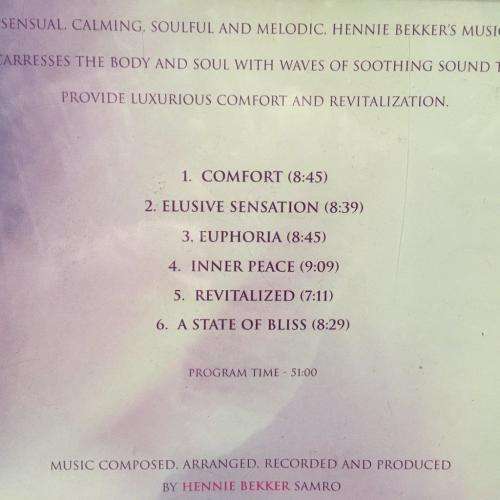 SENSUAL, CALMING, SOULFUL AND MELODIC, HENNIE BEKKER'S MUSIC
CARRESSES THE BODY AND SOUL WITH WAVES OF SOOTHING SOUND T
PROVIDE LUXURIOUS COMFORT AND REVITALIZATION.
1. COMFORT (8:45)
2. ELUSIVE SENSATION (8:39)
3. EUPHORIA (8:45)
4. INNER PEACE (9:09)
5. REVITALIZED (7:11)
6. A STATE OF BLISS (8:29)
PROGRAM TIME - 51:00
MUSIC COMPOSED, ARRANGED, RECORDED AND PRODUCED
BY HENNIE BEKKER SAMRO